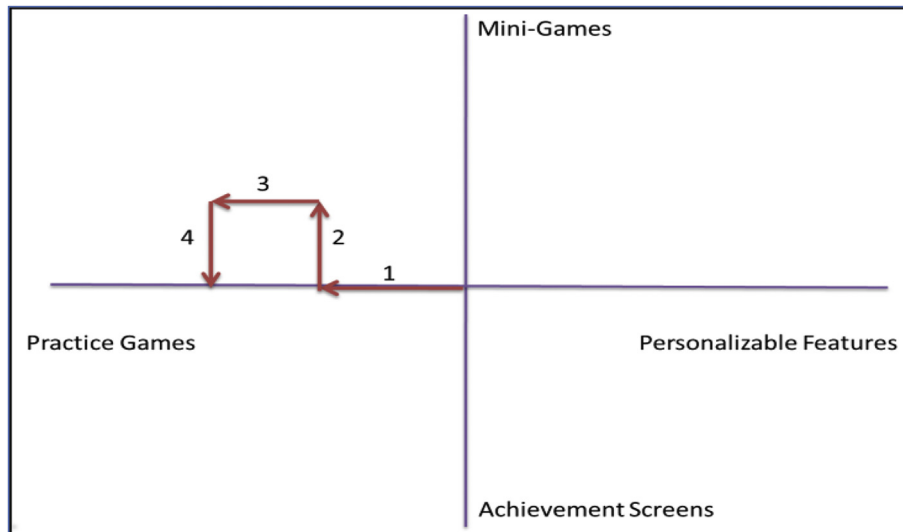 Mini-Games
3
4
2
1
Practice Games
Personalizable Features
Achievement Screens